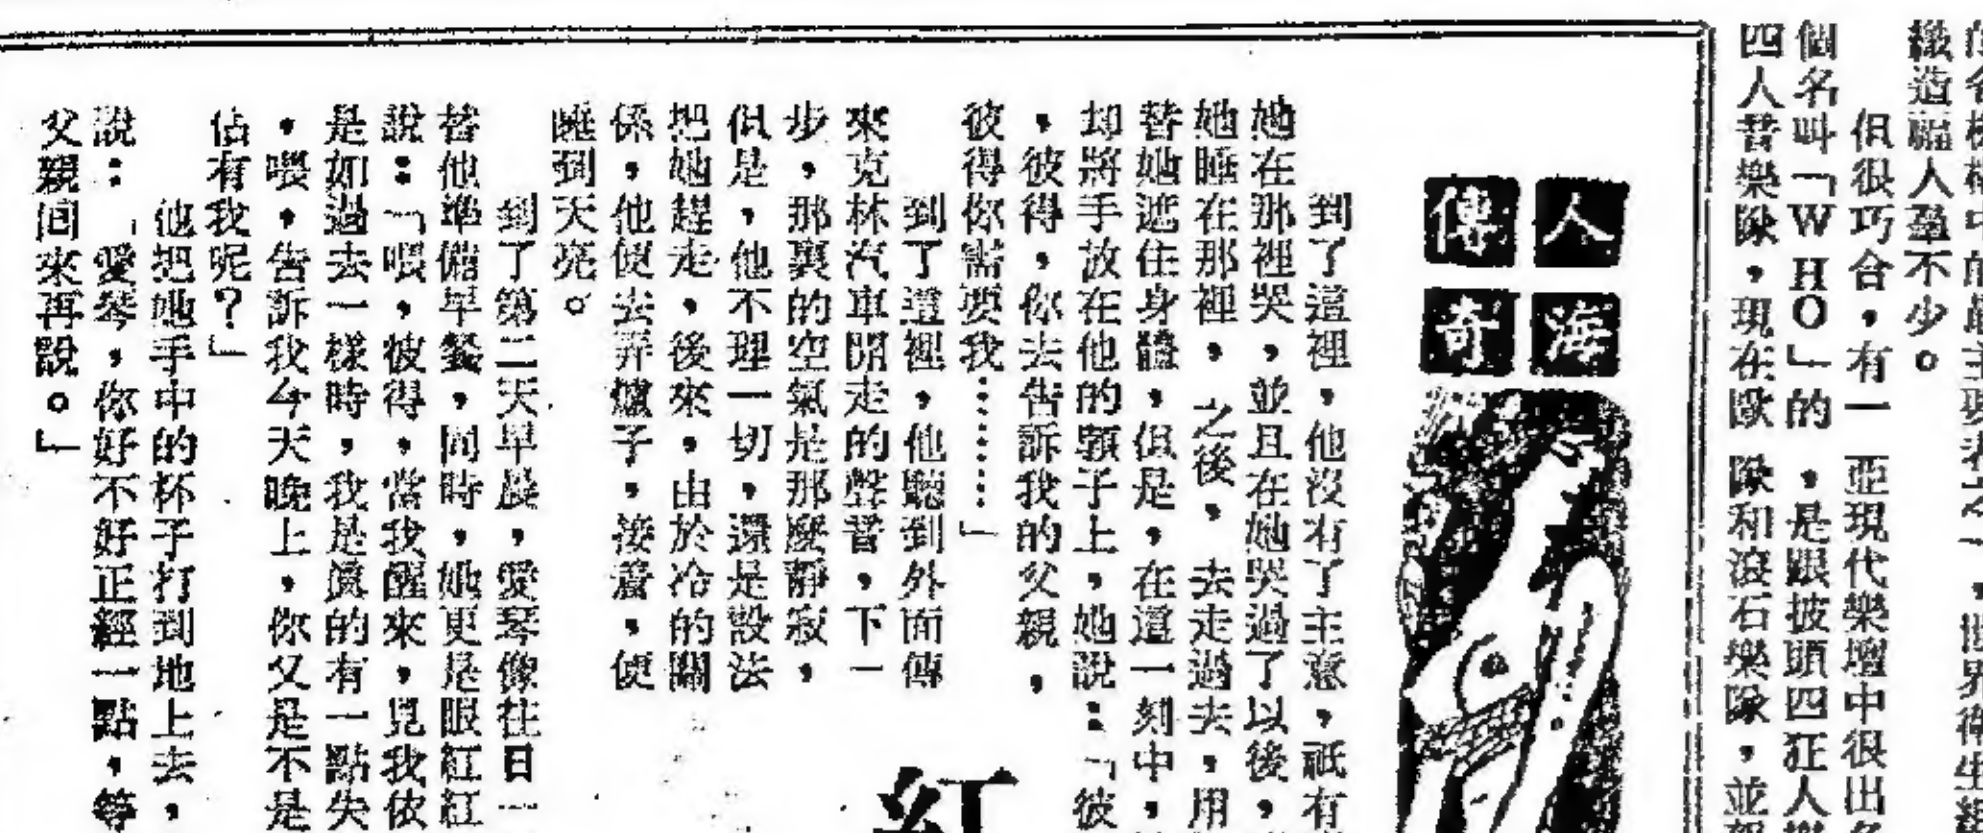 織造福人羣不少。
但很巧合，有一
個名叫「WHO」的
四人昔樂隊，現在歐
亞現代樂壇中很出
，是跟披頭四狂人
隊和滾石樂隊，並
人海
傳奇
到了這裡，他沒有了主意，祇有
她在那裡哭，並且在她哭過了以後，
她睡在那裡，之後，去走過去，用
替她遮住身體，但是，在這一刻中，
却將手放在他的頸子上，她說：「彼
，彼得，你去告訴我的父親，
彼得你需要我……」
到了這裡，他聽到外面傳
來克林汽車開走的聲音，下一
步，那裏的空氣是那麼靜寂，
但是，他不理一切，還是設法
把她趕走，後來，由於冷的關
係，他便去弄爐子，接着，便
睡到天亮。
到了第二天早晨，愛琴像往日一
替他準備早餐，同時，她更是眼紅紅
說：「喂，彼得，當我醒來，見我依
是如過去一樣時，我是眞的有一點失
，喂，告訴我今天晚上，你父是不是
佔有我呢？」
他把她手中的杯子打到地上去，
說：「愛琴，你好不好正經一點，等
父親回來再說。」
紅